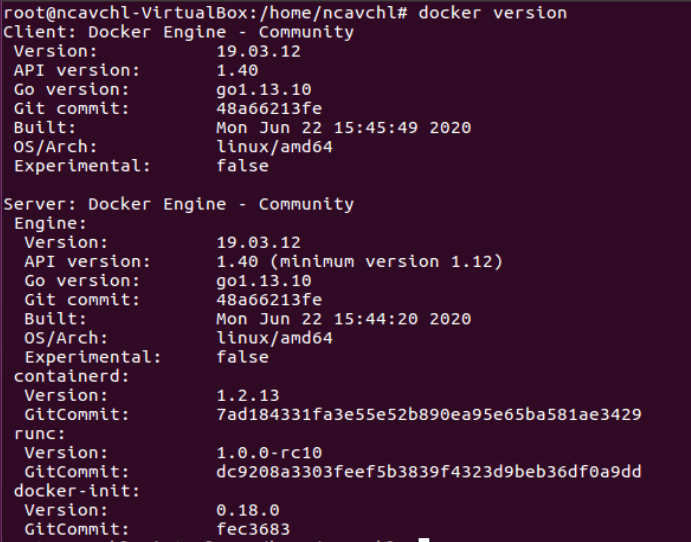 root@ncavchl-VirtualBox:/home/ncavchl# docker version
Client: Docker Engine - Community
 Version:           19.03.12
 API version:       1.40
 Go version:        go1.13.10
 Git commit:        48a66213fe
 Built:             Mon Jun 22 15:45:49 2020
 OS/Arch:           linux/amd64
 Experimental:      false

Server: Docker Engine - Community
 Engine:
  Version:          19.03.12
  API version:      1.40 (minimum version 1.12)
  Go version:       go1.13.10
  Git commit:       48a66213fe
  Built:            Mon Jun 22 15:44:20 2020
  OS/Arch:          linux/amd64
  Experimental:     false
 containerd:
  Version:          1.2.13
  GitCommit:        7ad184331fa3e55e52b890ea95e65ba581ae3429
 runc:
  Version:          1.0.0-rc10
  GitCommit:        dc9208a3303feef5b3839f4323d9beb36df0a9dd
 docker-init:
  Version:          0.18.0
  GitCommit:        fec3683